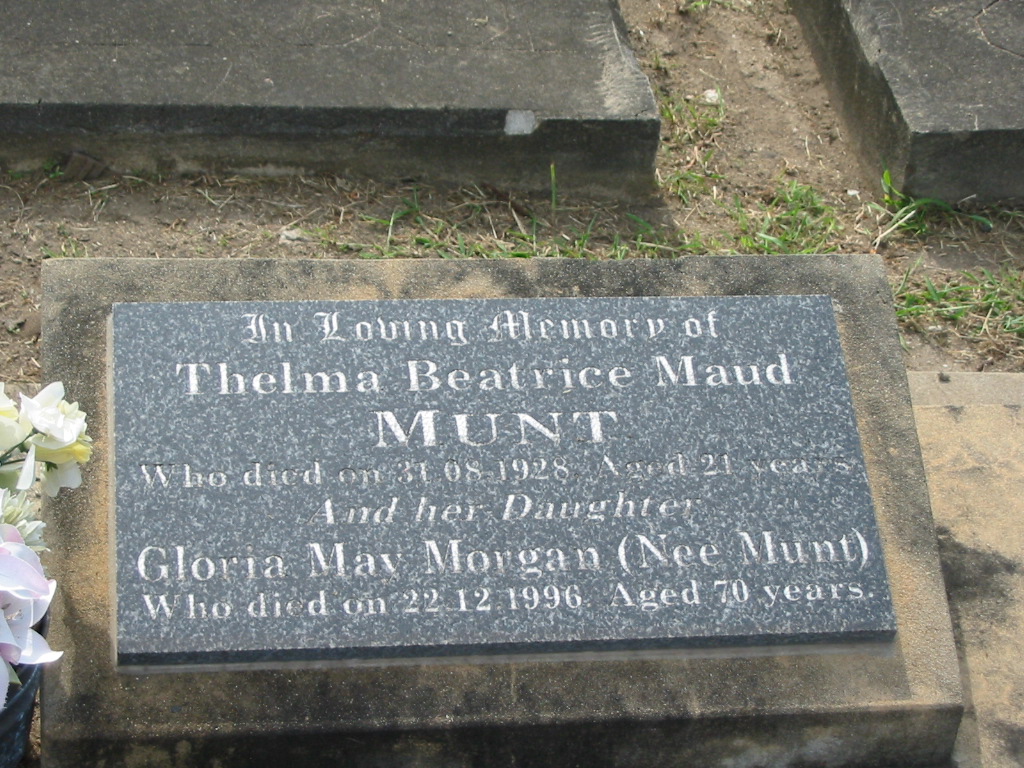 In Loving Memory of
Thelma Beatrice Maud
MUNT
Who died on 31.08.1928. Aged 21 years.
And her Daughter
Gloria May Morgan (Nee Munt)
Who died on 22.12.1996. Aged 70 years.